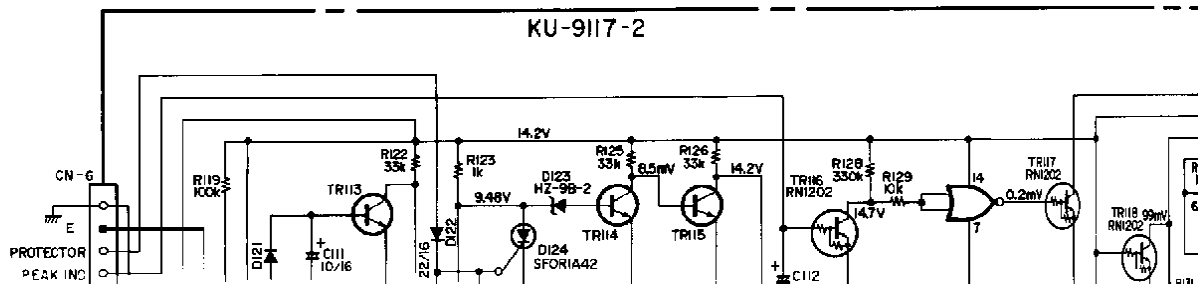 KU-9117-2
14.2V
CN-6
E
PROTECTOR
PEAK IND
R119
100k
D121
C111
10/16
+
TR113
R122
33k
D122
22/16
R123
1k
9.48V
D123
HZ-9B-2
D124
SFOR1A42
R125
33k
8.5mV
TR114
R126
33k
14.2V
TR115
TR116
RN1202
+
C112
R128
330k
14.7V
R129
10k
14
7
0.2mV
TR117
RN1202
TR118
RN1202
99mV
R
1
6
R131